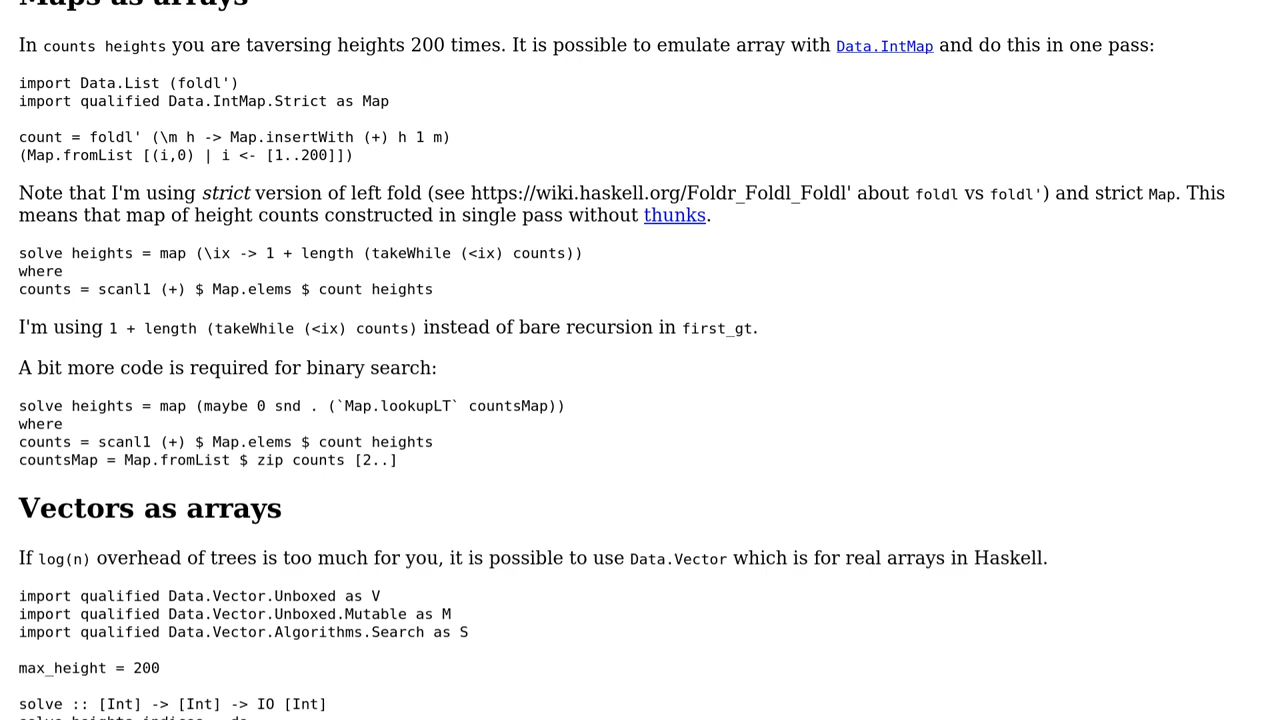 Maps as arrays
In counts heights you are taversing heights 200 times. It is possible to emulate array with Data.IntMap and do this in one pass:
import Data.List (foldl')
import qualified Data.IntMap.Strict as Map
count = foldl' (\m h -> Map.insertWith (+) h 1 m)
(Map.fromList [(i,0) | i <- [1..200]])
Note that I'm using strict version of left fold (see https://wiki.haskell.org/Foldr_Foldl_Foldl' about foldl vs foldl') and strict Map. This
means that map of height counts constructed in single pass without thunks.
solve heights = map (\ix -> 1 + length (takeWhile (<ix) counts))
where
counts = scanl1 (+) $ Map.elems $ count heights
I'm using 1 + length (takeWhile (<ix) counts) instead of bare recursion in first_gt.
A bit more code is required for binary search:
solve heights = map (maybe 0 snd . (`Map.lookupLT` countsMap))
where
counts = scanl1 (+) $ Map.elems $ count heights
countsMap = Map.fromList $ zip counts [2..]
Vectors as arrays
If log(n) overhead of trees is too much for you, it is possible to use Data.Vector which is for real arrays in Haskell.
import qualified Data.Vector.Unboxed as V
import qualified Data.Vector.Unboxed.Mutable as M
import qualified Data.Vector.Algorithms.Search as S
max_height = 200
solve :: [Int] -> [Int] -> IO [Int]
solve heights indices = do